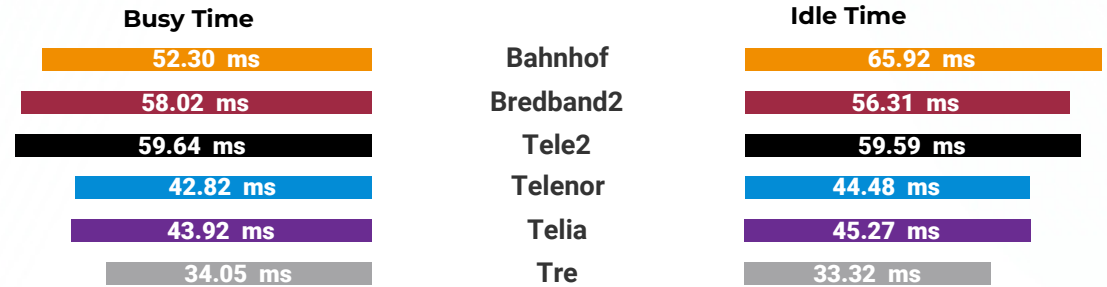 Busy Time Idle Time
52.30 ms Bahnhof 65.92 ms
58.02 ms Bredband2 56.31 ms
59.64 ms Tele2 59.59 ms
42.82 ms Telenor 44.48 ms
43.92 ms Telia 45.27 ms
34.05 ms Tre 33.32 ms